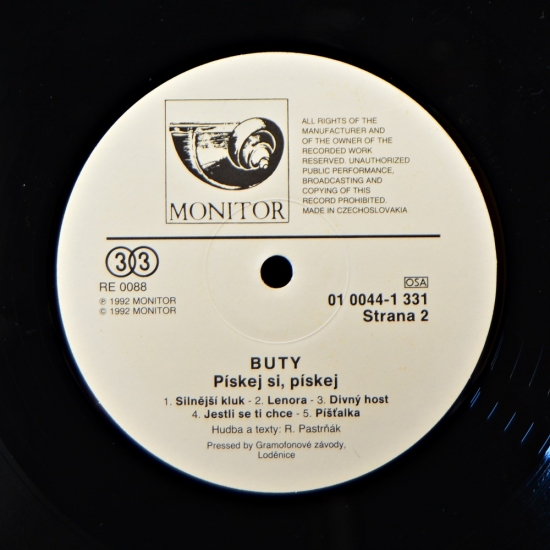 ALL RIGHTS OF THE
MANUFACTURER AND
OF THE OWNER OF THE
RECORDED WORK
RESERVED. UNAUTHORIZED
PUBLIC PERFORMANCE,
BROADCASTING AND
COPYING OF THIS
RECORD PROHIBITED.
MADE IN CZECHOSLOVAKIA
MONITOR
33
RE 0088
℗ 1992 MONITOR
© 1992 MONITOR
OSA
01 0044-1 331
Strana 2
BUTY
Pískej si, pískej
1. Silnější kluk - 2. Lenora - 3. Divný host
4. Jestli se ti chce - 5. Píšťalka
Hudba a texty: R. Pastrňák
Pressed by Gramofonové závody,
Loděnice